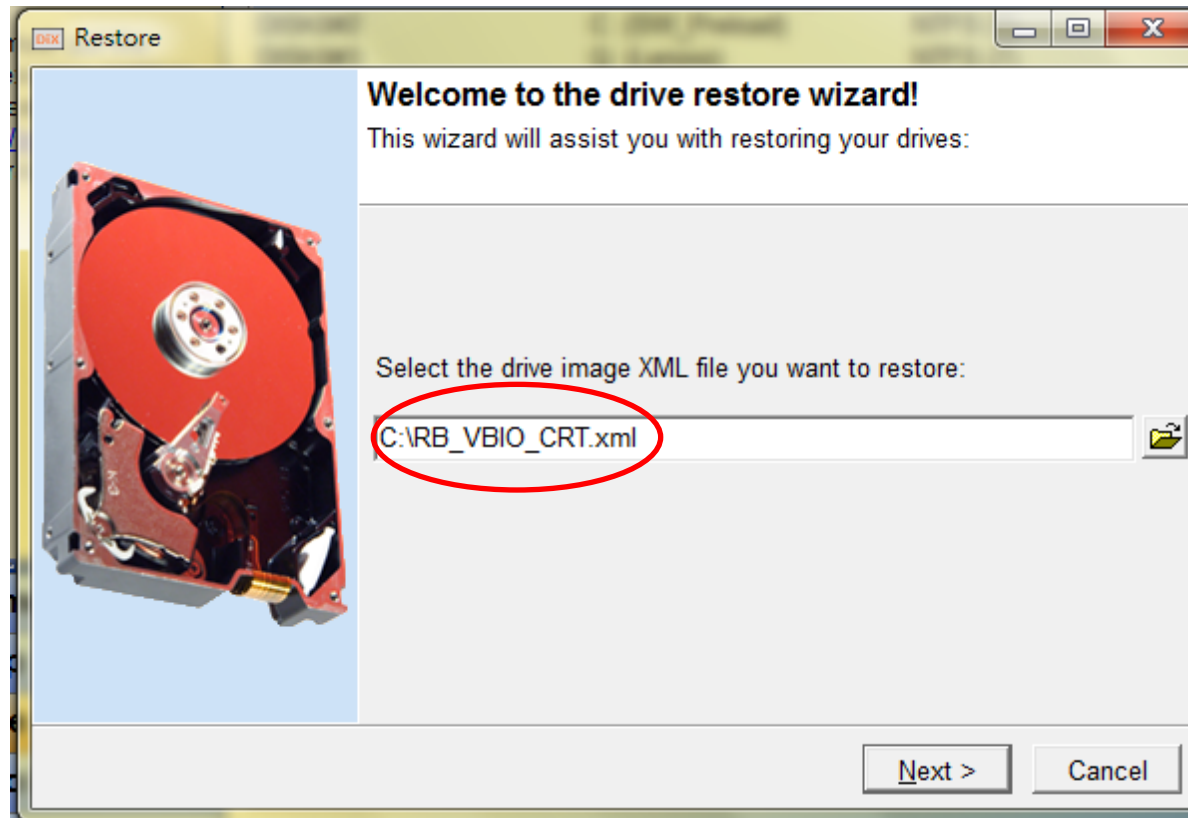 DiX Restore
Welcome to the drive restore wizard!
This wizard will assist you with restoring your drives:
Select the drive image XML file you want to restore:
C:\RB_VBIO_CRT.xml
Next >
Cancel